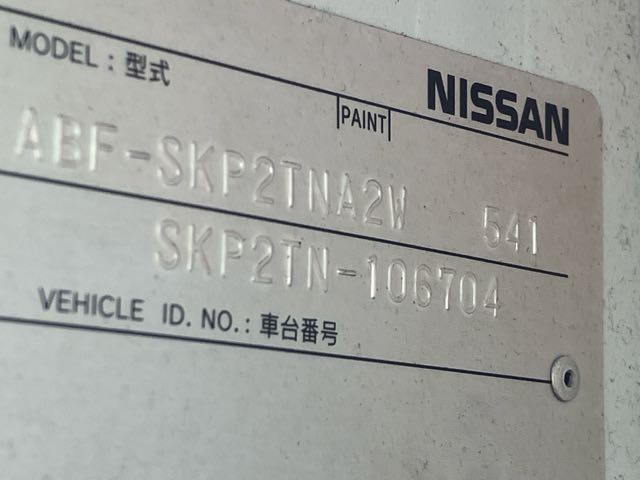 MODEL : 型式
NISSAN
PAINT
ABF-SKP2TNA2W 541
SKP2TN-106704
VEHICLE ID. NO. : 車台番号